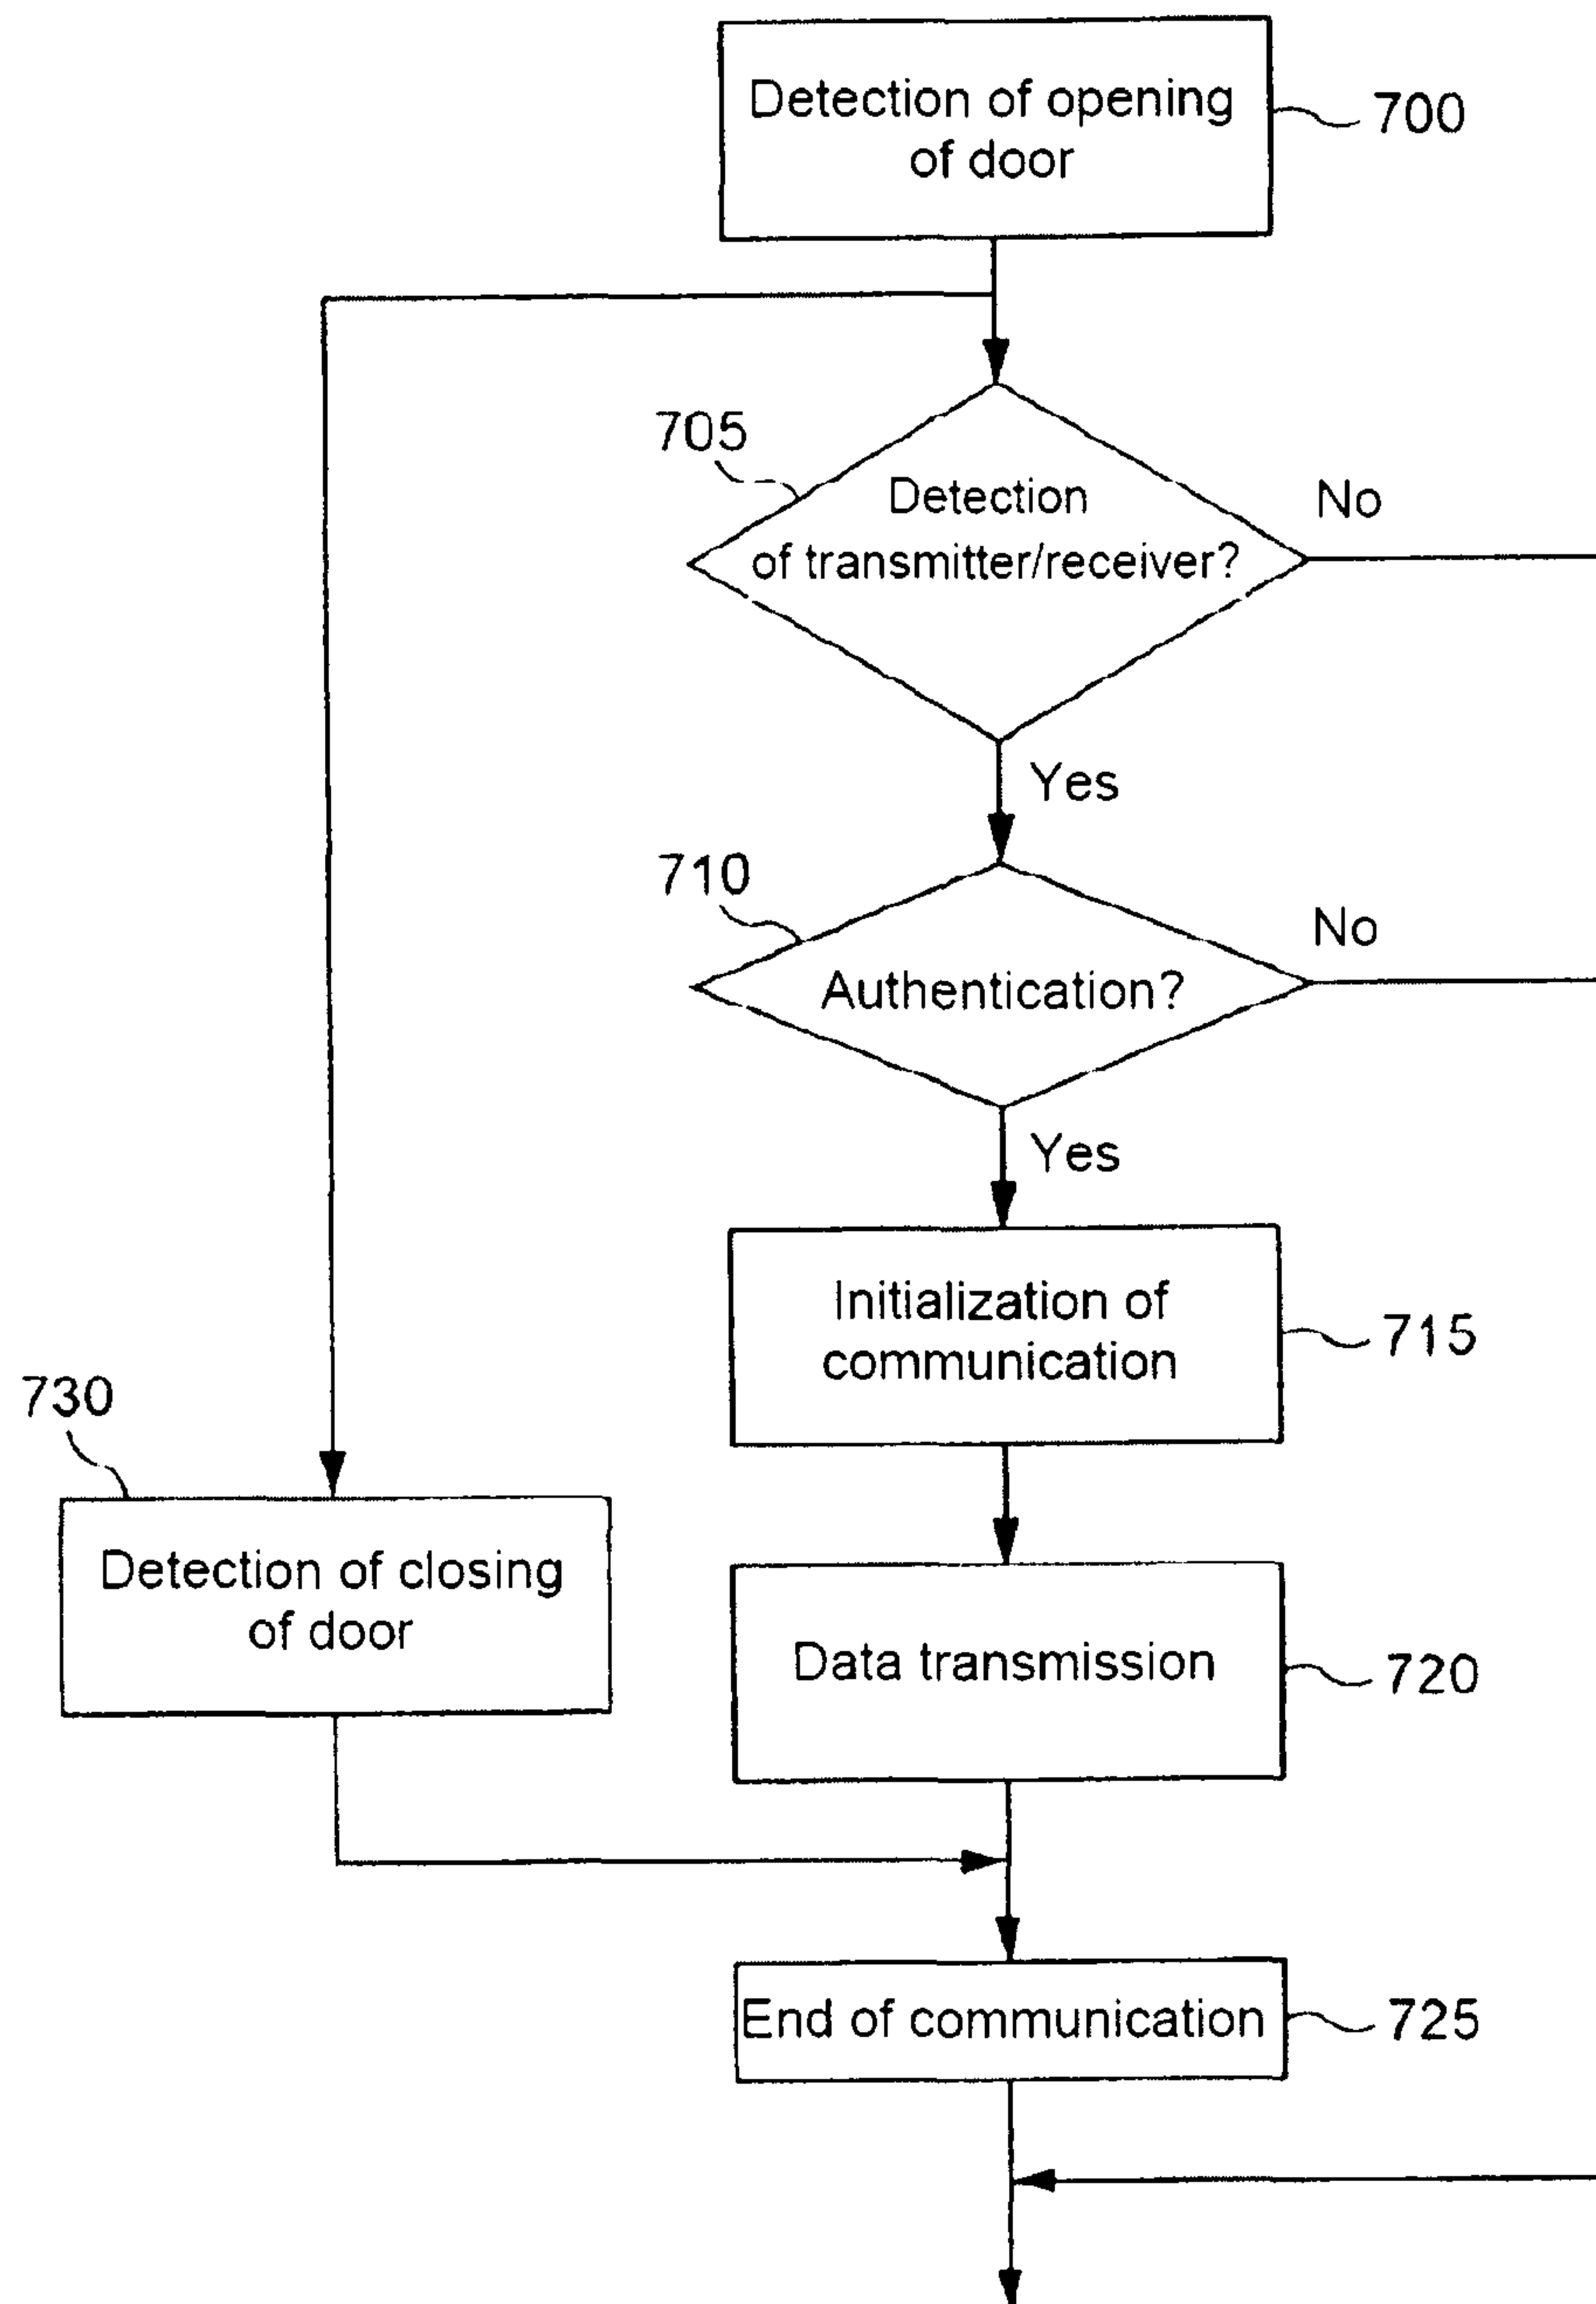 Detection of opening
of door
700
705
Detection
of transmitter/receiver?
No
Yes
710
Authentication?
No
Yes
Initialization of
communication
715
730
Detection of closing
of door
Data transmission
720
End of communication
725